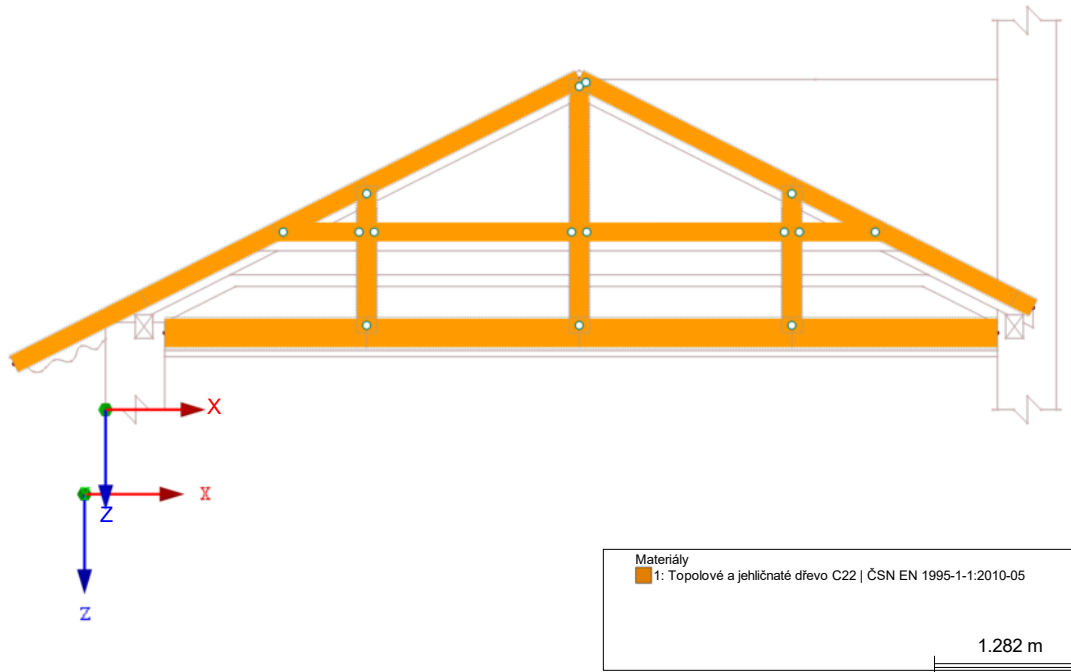 X
Z
X
Z
Materiály
1: Topolové a jehličnaté dřevo C22 | ČSN EN 1995-1-1:2010-05
1.282 m